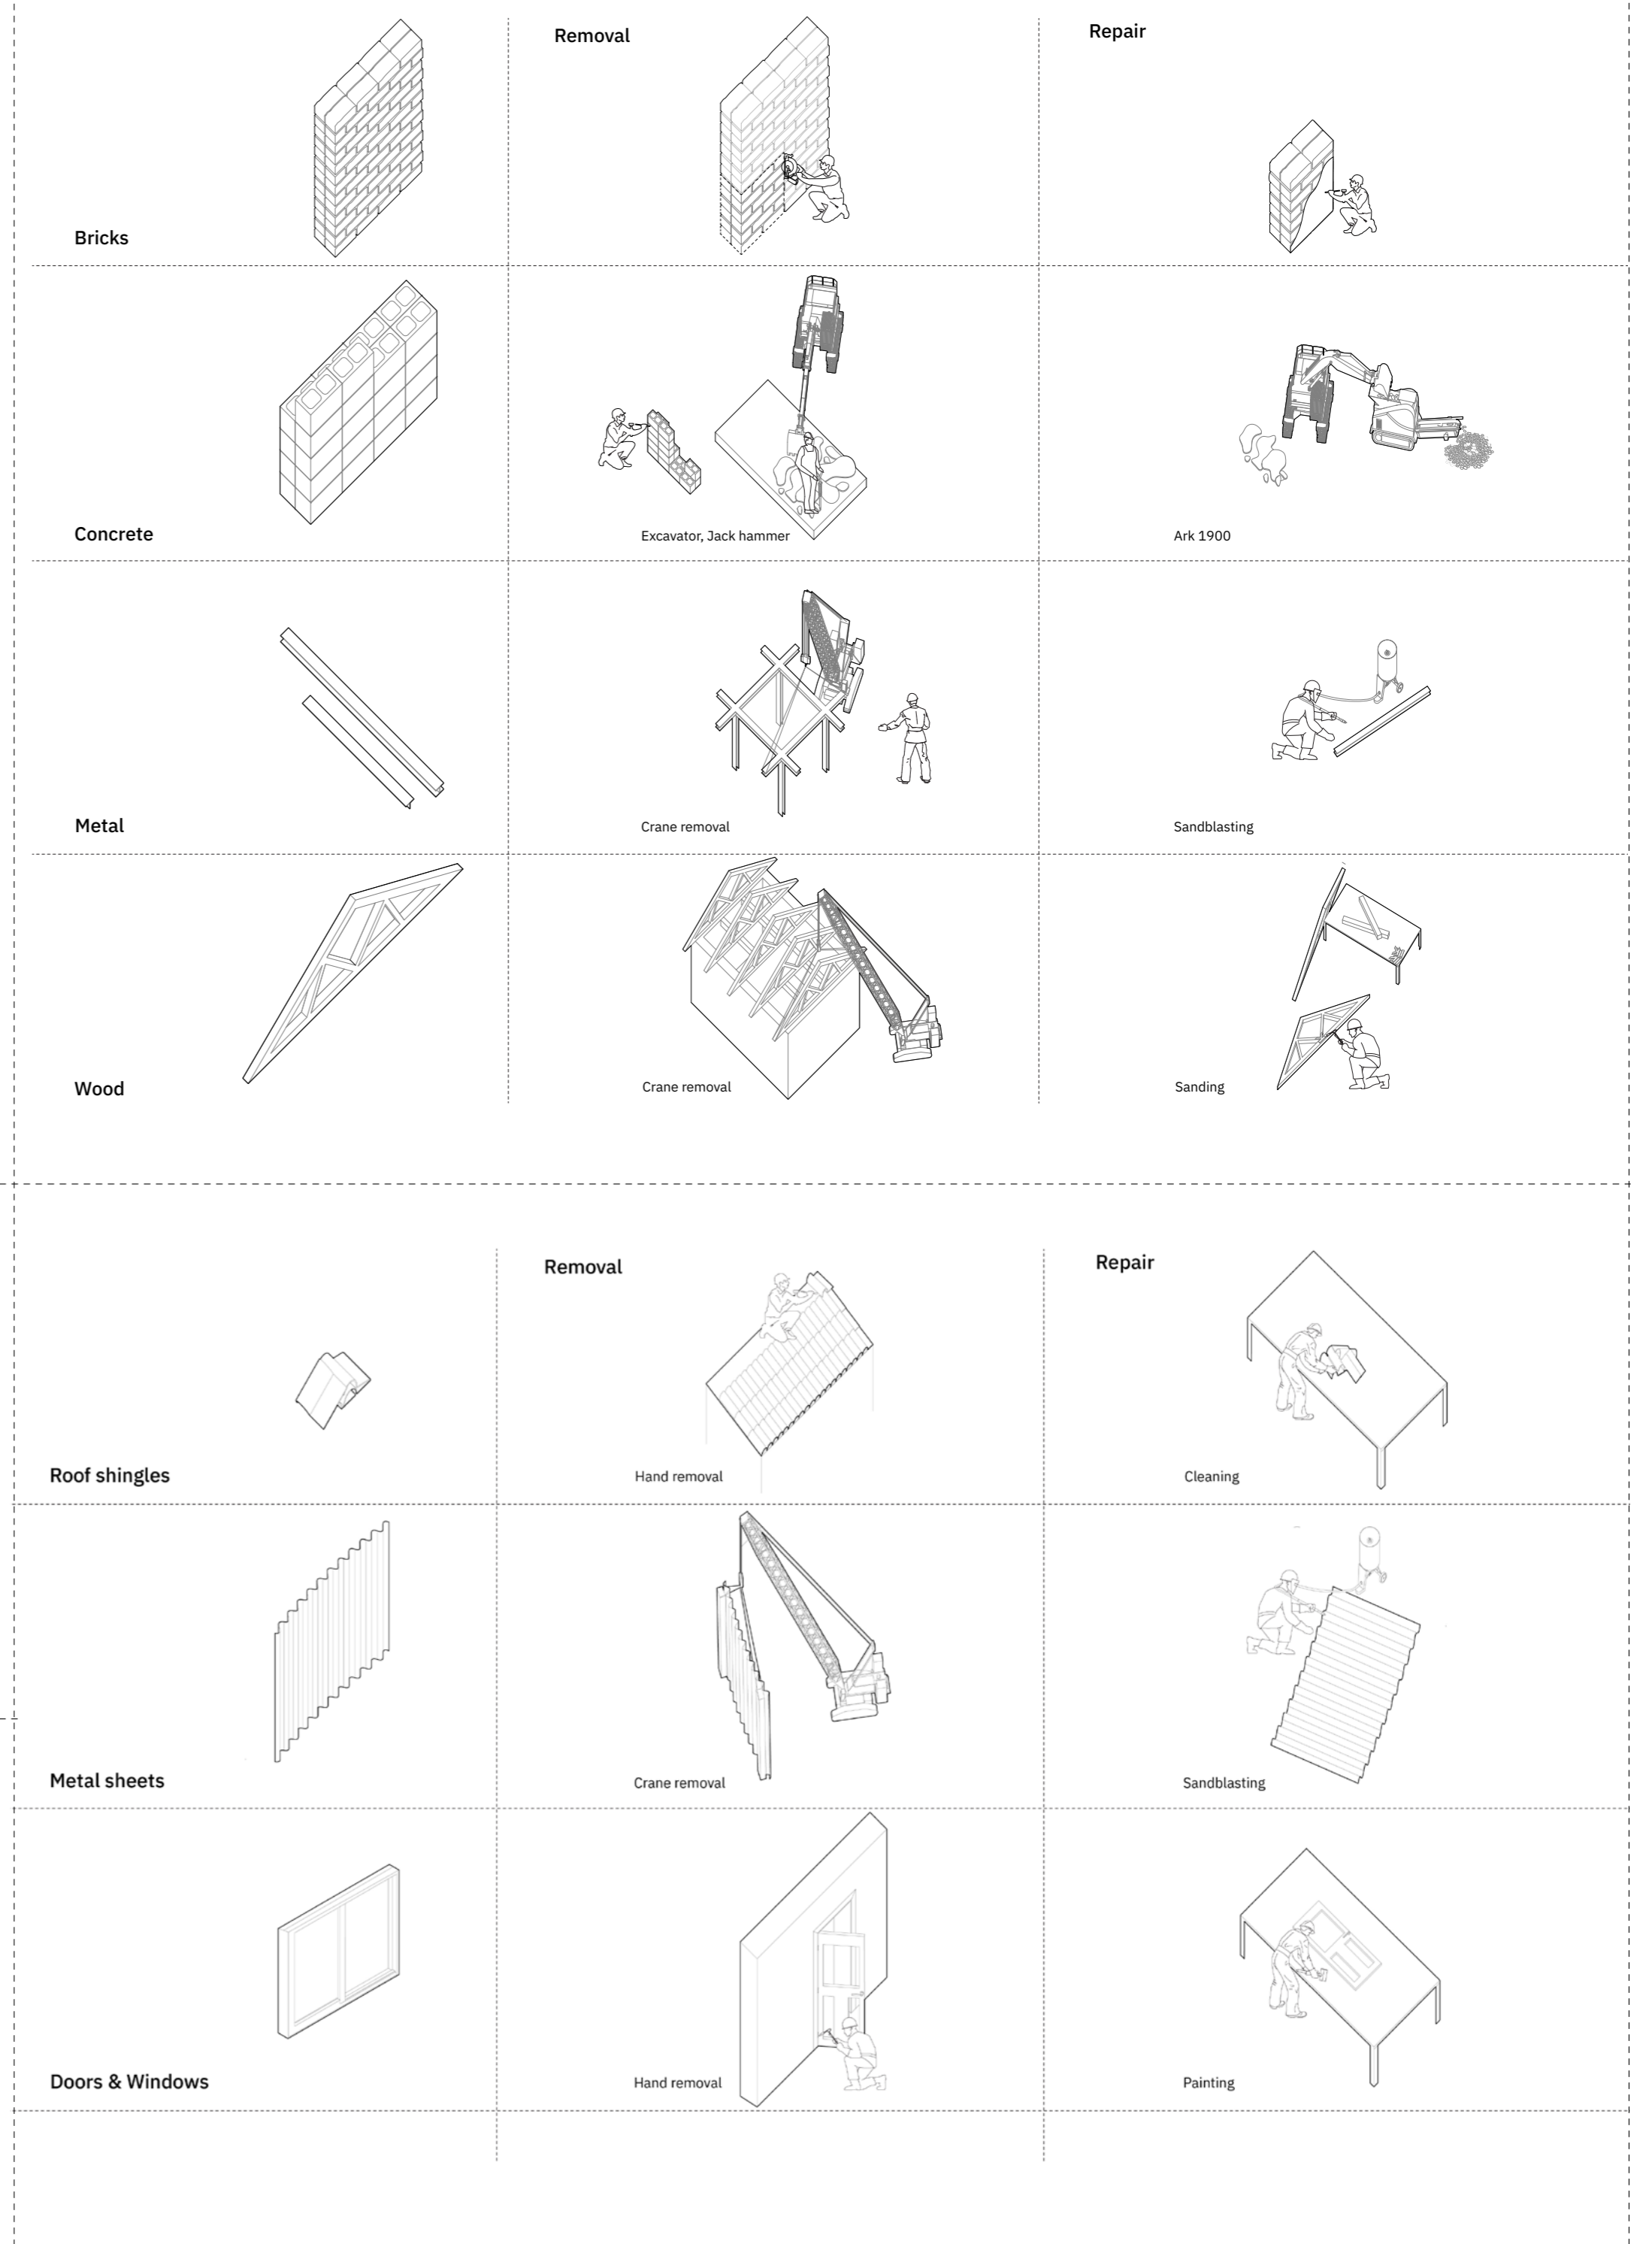 Removal
Repair
Bricks
Concrete
Excavator, Jack hammer
Ark 1900
Metal
Crane removal
Sandblasting
Wood
Crane removal
Sanding
Removal
Repair
Roof shingles
Hand removal
Cleaning
Metal sheets
Crane removal
Sandblasting
Doors & Windows
Hand removal
Painting